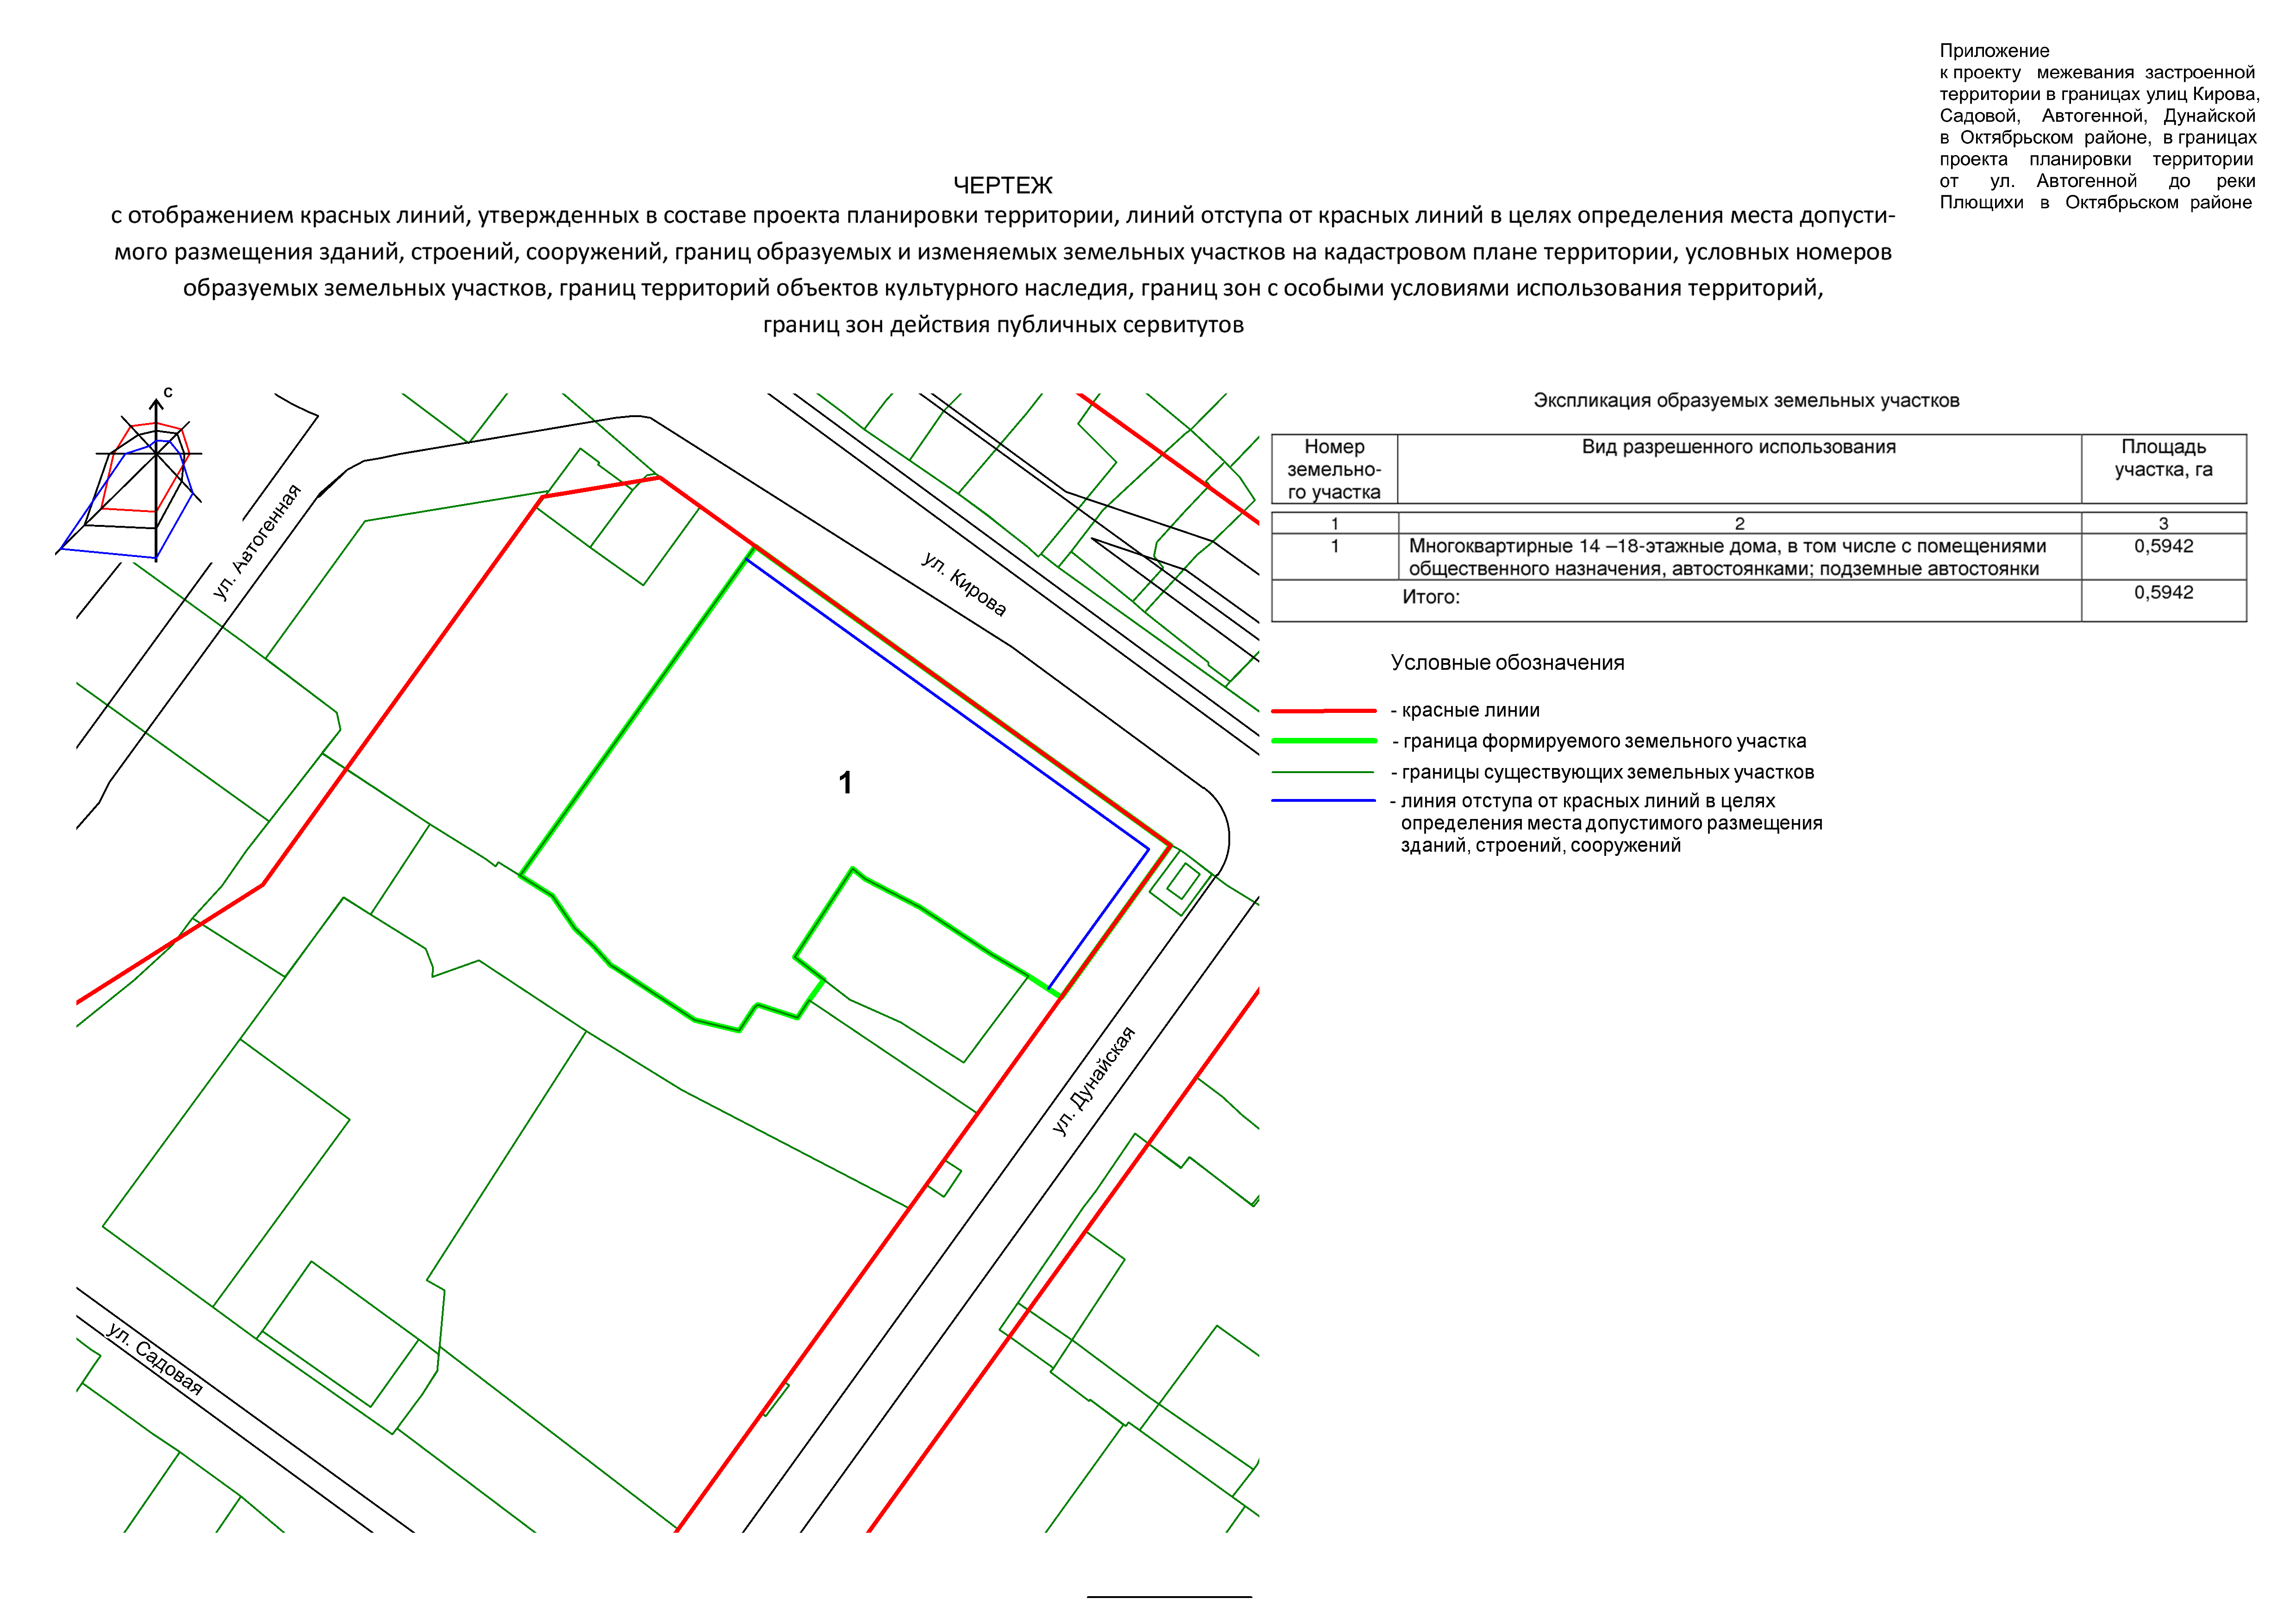 Приложение
к проекту межевания застроенной
территории в границах улиц Кирова,
Садовой, Автогенной, Дунайской
в Октябрьском районе, в границах
проекта планировки территории
от ул. Автогенной до реки
Плющихи в Октябрьском районе
ЧЕРТЕЖ
с отображением красных линий, утвержденных в составе проекта планировки территории, линий отступа от красных линий в целях определения места допусти-
мого размещения зданий, строений, сооружений, границ образуемых и изменяемых земельных участков на кадастровом плане территории, условных номеров
образуемых земельных участков, границ территорий объектов культурного наследия, границ зон с особыми условиями использования территорий,
границ зон действия публичных сервитутов
С
ул. Автогенная
ул. Кирова
1
ул. Дунайская
ул. Садовая
Экспликация образуемых земельных участков
Номер земельно-го участка Вид разрешенного использования Площадь участка, га
1 2 3
1 Многоквартирные 14 –18-этажные дома, в том числе с помещениями 0,5942
общественного назначения, автостоянками; подземные автостоянки
Итого: 0,5942
Условные обозначения
- красные линии
- граница формируемого земельного участка
- границы существующих земельных участков
- линия отступа от красных линий в целях
определения места допустимого размещения
зданий, строений, сооружений